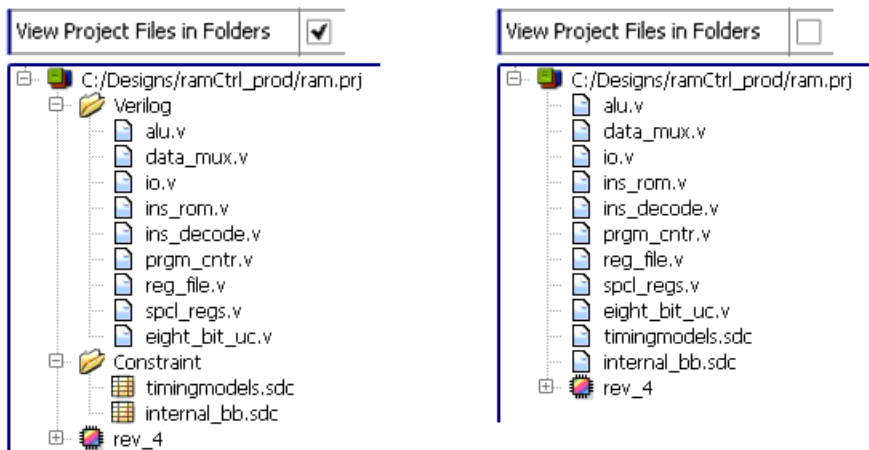 View Project Files in Folders
C:/Designs/ramCtrl_prod/ram.prj
Verilog
alu.v
data_mux.v
io.v
ins_rom.v
ins_decode.v
prgm_cntr.v
reg_file.v
spcl_regs.v
eight_bit_uc.v
Constraint
timingmodels.sdc
internal_bb.sdc
rev_4
View Project Files in Folders
C:/Designs/ramCtrl_prod/ram.prj
alu.v
data_mux.v
io.v
ins_rom.v
ins_decode.v
prgm_cntr.v
reg_file.v
spcl_regs.v
eight_bit_uc.v
timingmodels.sdc
internal_bb.sdc
rev_4